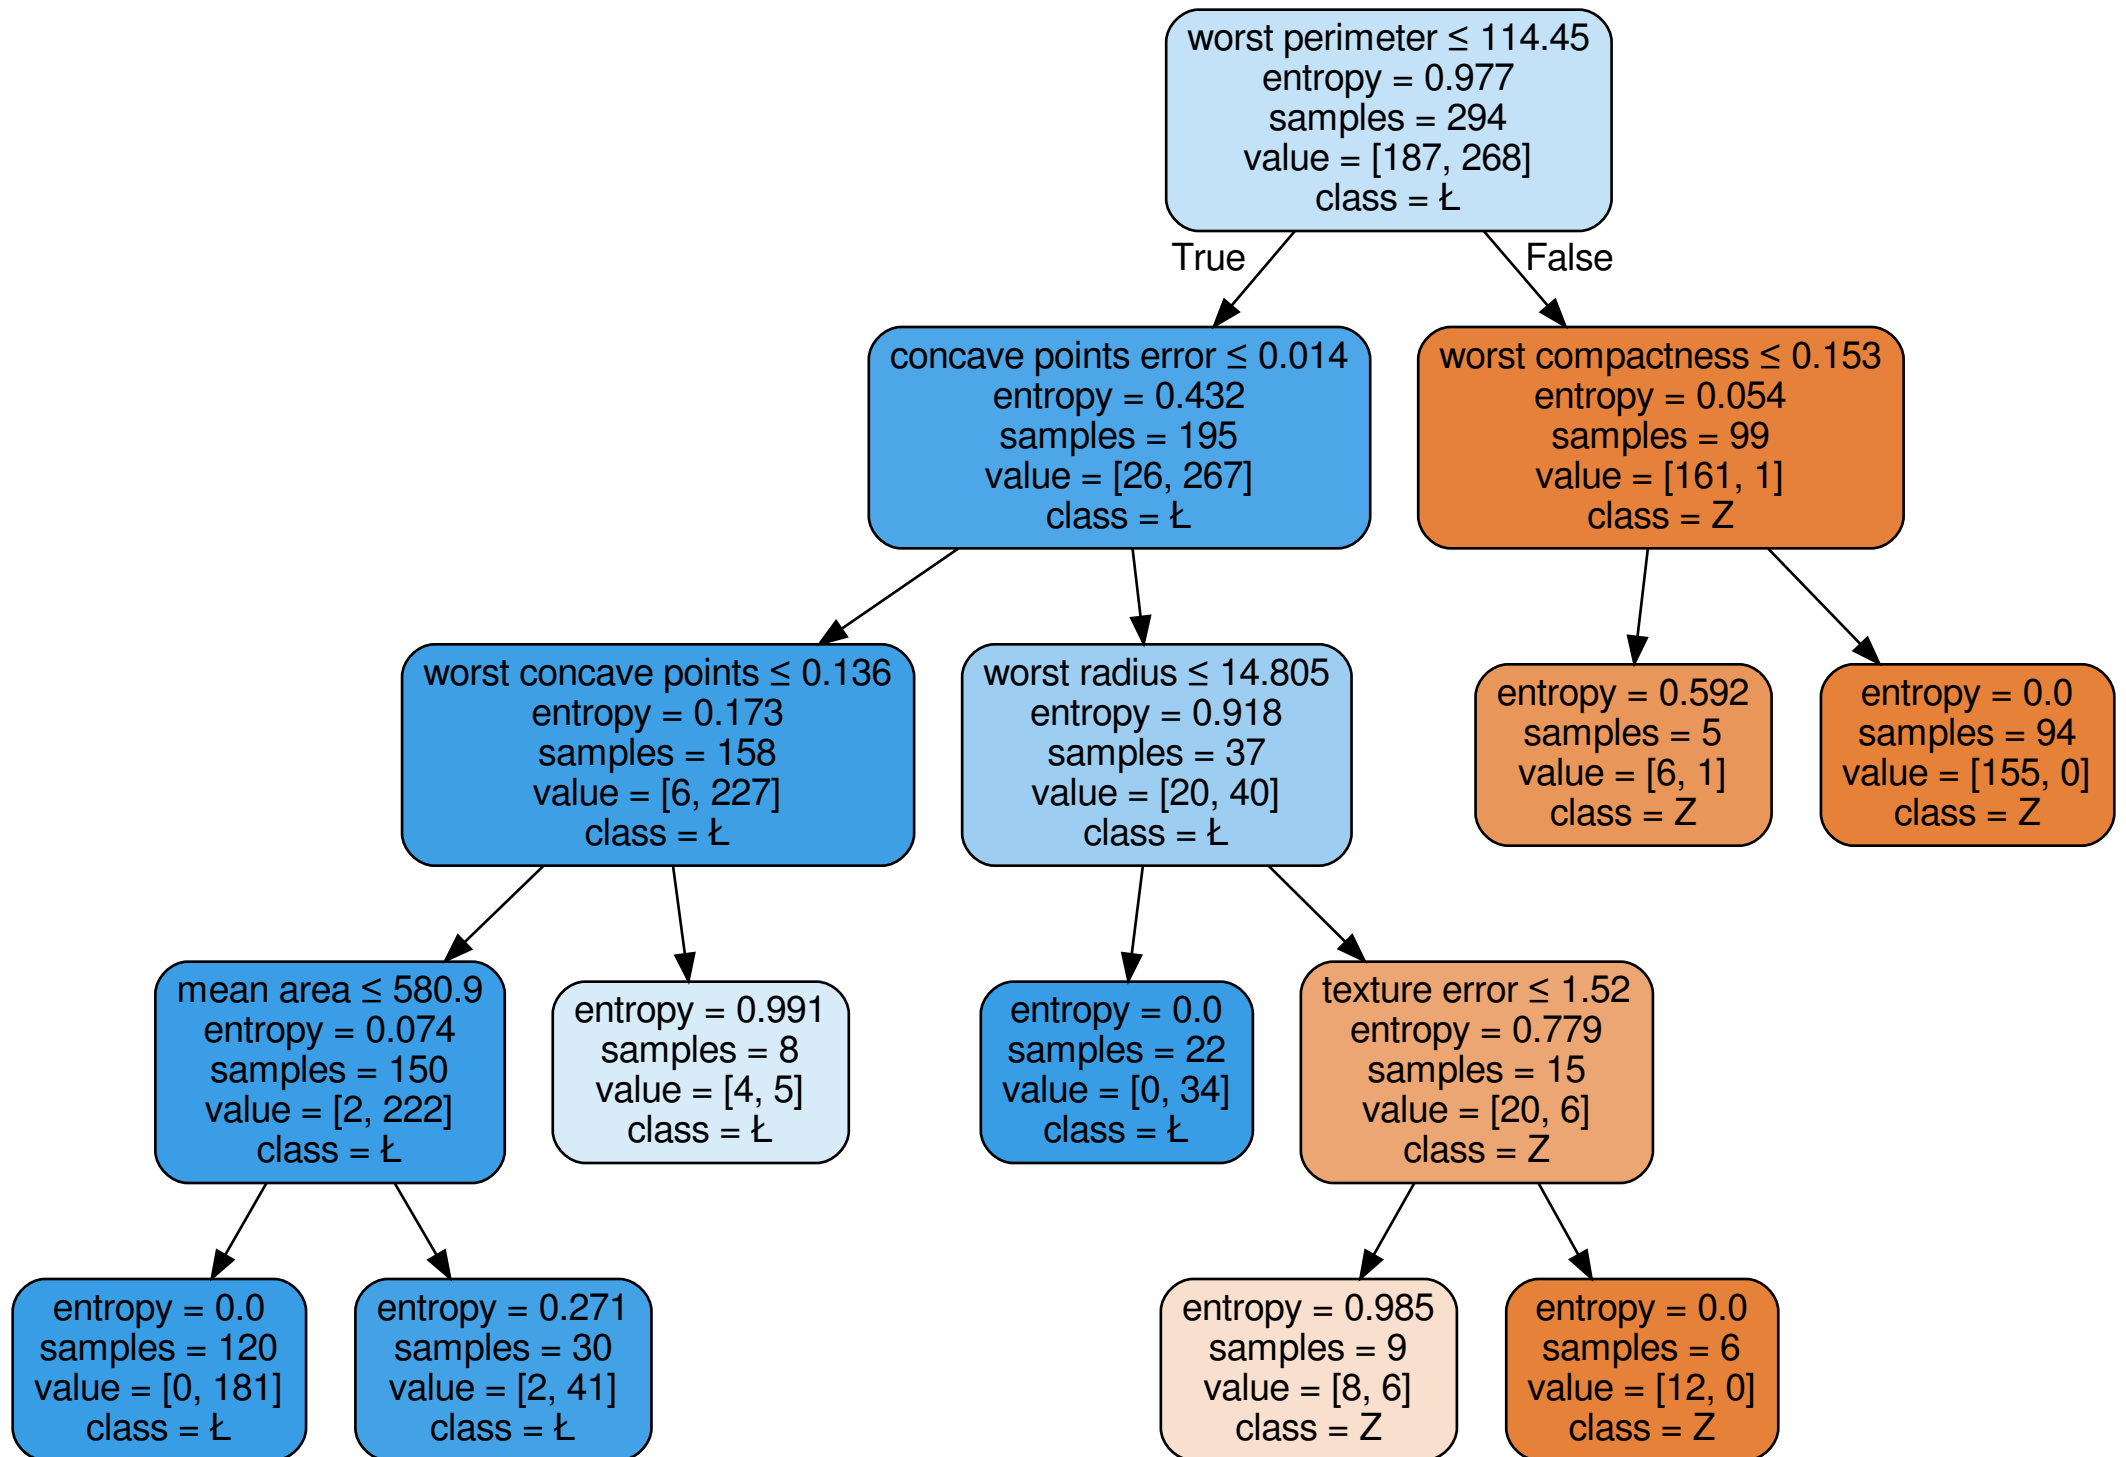 worst perimeter ≤ 114.45
entropy = 0.977
samples = 294
value = [187, 268]
class = Ł
True
False
concave points error ≤ 0.014
entropy = 0.432
samples = 195
value = [26, 267]
class = Ł
worst compactness ≤ 0.153
entropy = 0.054
samples = 99
value = [161, 1]
class = Z
worst concave points ≤ 0.136
entropy = 0.173
samples = 158
value = [6, 227]
class = Ł
worst radius ≤ 14.805
entropy = 0.918
samples = 37
value = [20, 40]
class = Ł
entropy = 0.592
samples = 5
value = [6, 1]
class = Z
entropy = 0.0
samples = 94
value = [155, 0]
class = Z
mean area ≤ 580.9
entropy = 0.074
samples = 150
value = [2, 222]
class = Ł
entropy = 0.991
samples = 8
value = [4, 5]
class = Ł
entropy = 0.0
samples = 22
value = [0, 34]
class = Ł
texture error ≤ 1.52
entropy = 0.779
samples = 15
value = [20, 6]
class = Z
entropy = 0.0
samples = 120
value = [0, 181]
class = Ł
entropy = 0.271
samples = 30
value = [2, 41]
class = Ł
entropy = 0.985
samples = 9
value = [8, 6]
class = Z
entropy = 0.0
samples = 6
value = [12, 0]
class = Z